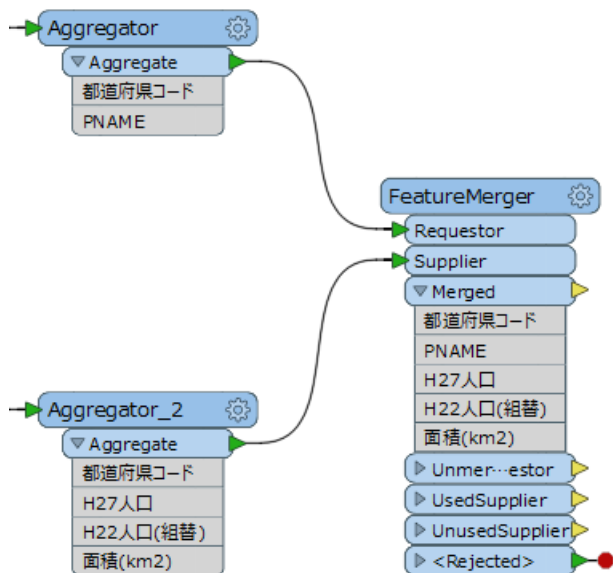 Aggregator
Aggregate
都道府県コード
PNAME
FeatureMerger
Requestor
Supplier
Merged
都道府県コード
PNAME
H27人口
H22人口(組替)
面積(km2)
Unmer…estor
UsedSupplier
UnusedSupplier
<Rejected>
Aggregator_2
Aggregate
都道府県コード
H27人口
H22人口(組替)
面積(km2)